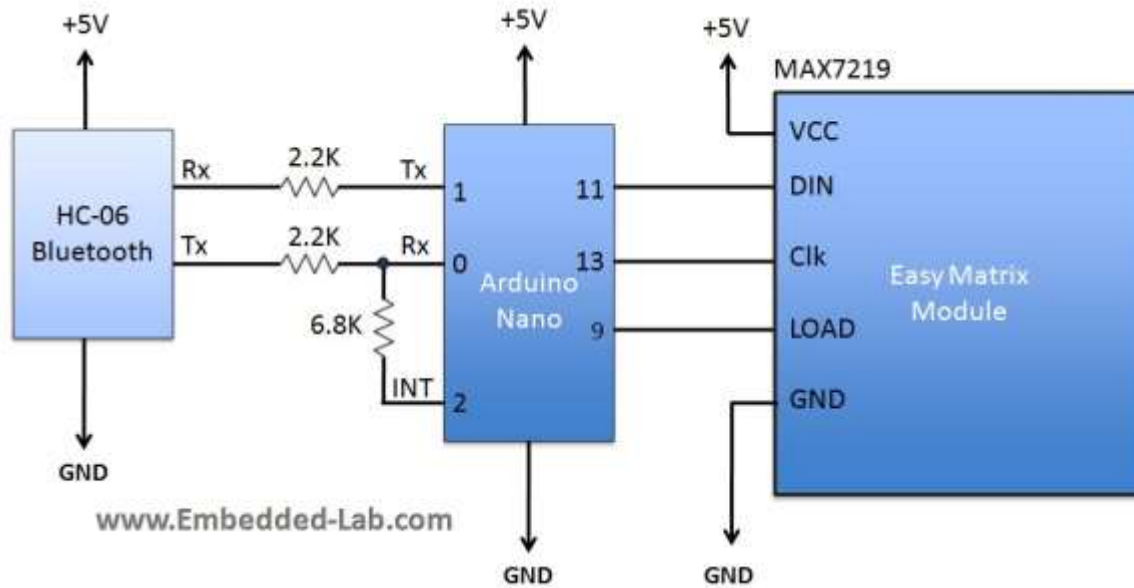 +5V
+5V
+5V
MAX7219
HC-06
Bluetooth
Rx
2.2K
Tx
Tx
2.2K
Rx
6.8K
INT
1
0
2
Arduino
Nano
11
13
9
VCC
DIN
Clk
LOAD
GND
Easy Matrix
Module
GND
GND
GND
www.Embedded-Lab.com